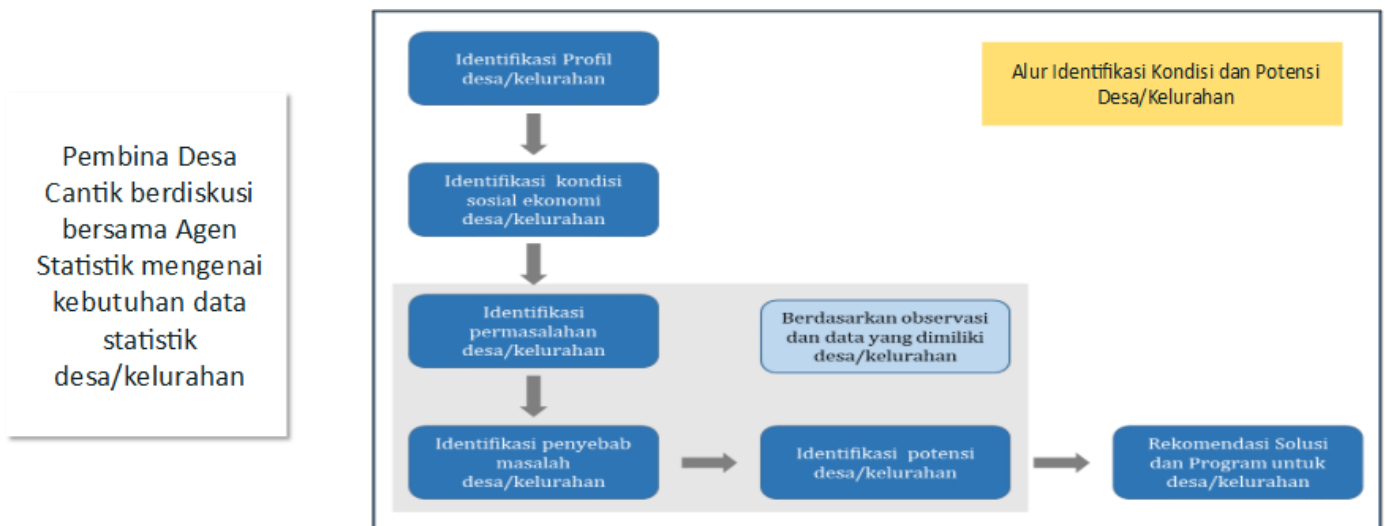 Pembina Desa
Cantik berdiskusi
bersama Agen
Statistik mengenai
kebutuhan data
statistik
desa/kelurahan
Alur Identifikasi Kondisi dan Potensi
Desa/Kelurahan
Identifikasi Profil
desa/kelurahan
Identifikasi kondisi
sosial ekonomi
desa/kelurahan
Identifikasi
permasalahan
desa/kelurahan
Berdasarkan observasi
dan data yang dimiliki
desa/kelurahan
Identifikasi penyebab
masalah
desa/kelurahan
Identifikasi potensi
desa/kelurahan
Rekomendasi Solusi
dan Program untuk
desa/kelurahan